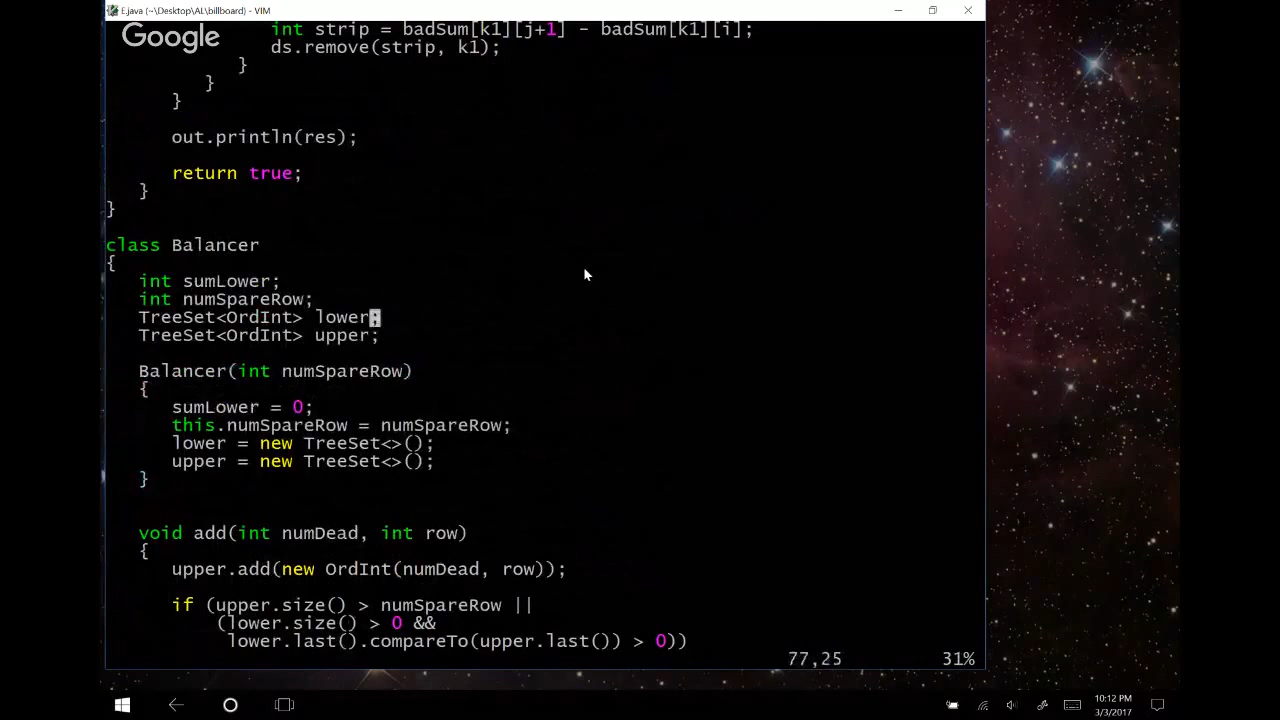 E.java (~\Desktop\AL\billboard) - VIM
Google
int strip = badSum[k1][j+1] - badSum[k1][i];
ds.remove(strip, k1);
}
}
}
out.println(res);
return true;
}
}
class Balancer
{
int sumLower;
int numSpareRow;
TreeSet<OrdInt> lower;
TreeSet<OrdInt> upper;
Balancer(int numSpareRow)
{
sumLower = 0;
this.numSpareRow = numSpareRow;
lower = new TreeSet<>();
upper = new TreeSet<>();
}
void add(int numDead, int row)
{
upper.add(new OrdInt(numDead, row));
if (upper.size() > numSpareRow ||
(lower.size() > 0 &&
lower.last().compareTo(upper.last()) > 0))
77,25 31%
10:12 PM
3/3/2017